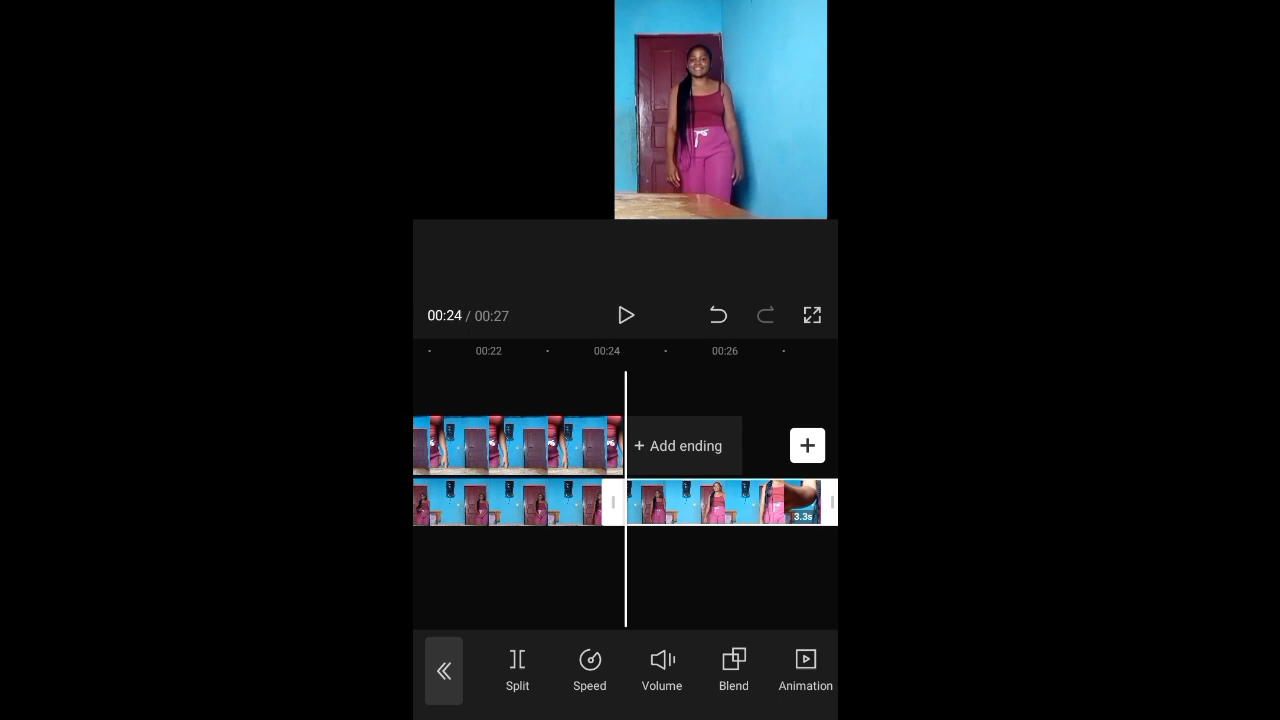 00:24 / 00:27
00:22 00:24 00:26
+ Add ending
3.3s
Split Speed Volume Blend Animation